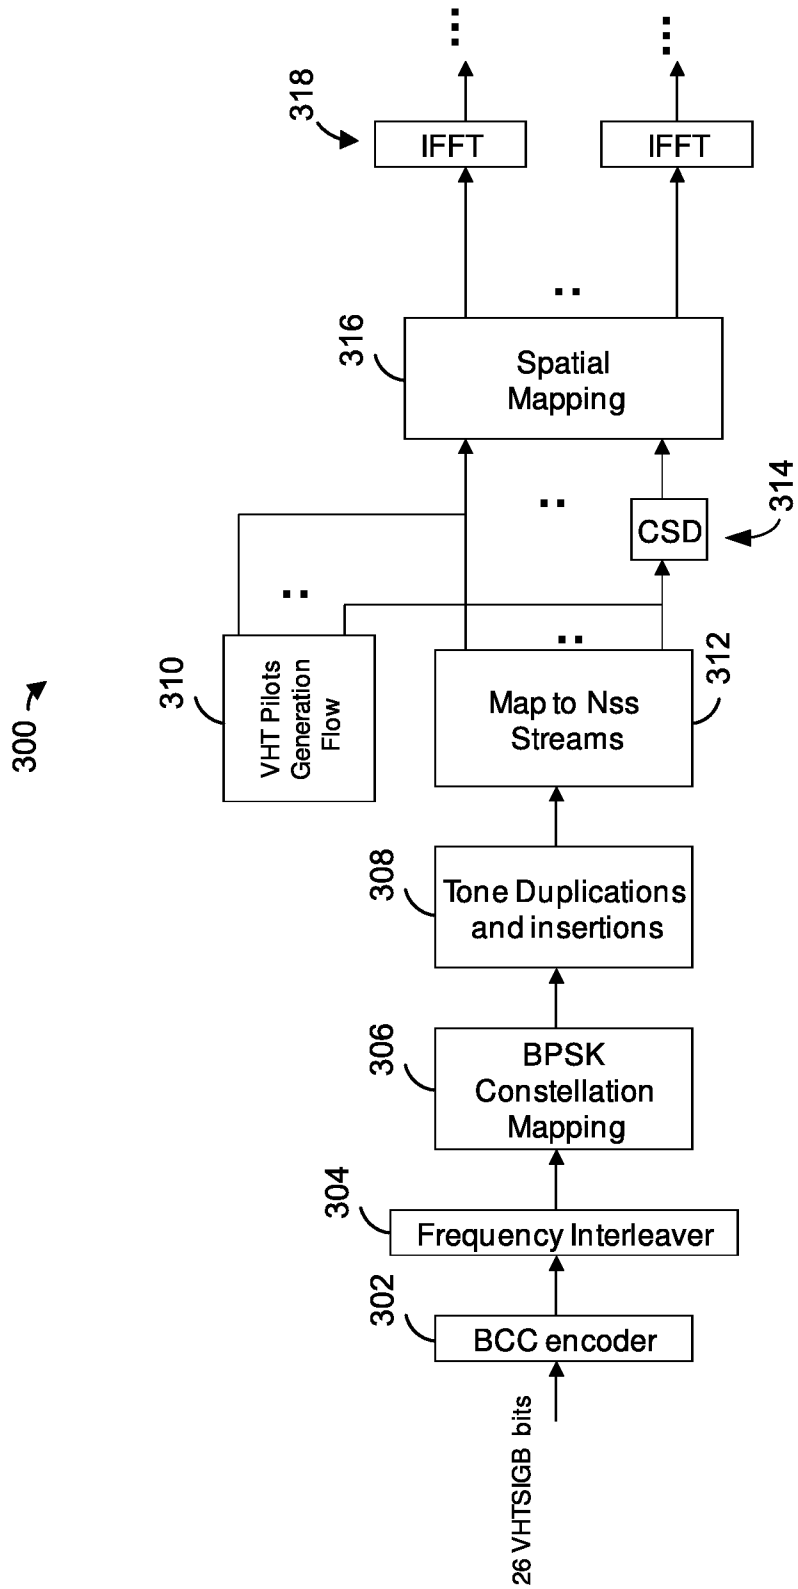 300
318
IFFT
IFFT
316
Spatial
Mapping
314
CSD
310
VHT Pilots
Generation
Flow
312
Map to Nss
Streams
308
Tone Duplications
and insertions
306
BPSK
Constellation
Mapping
304
Frequency Interleaver
302
BCC encoder
26 VHTSIGB bits